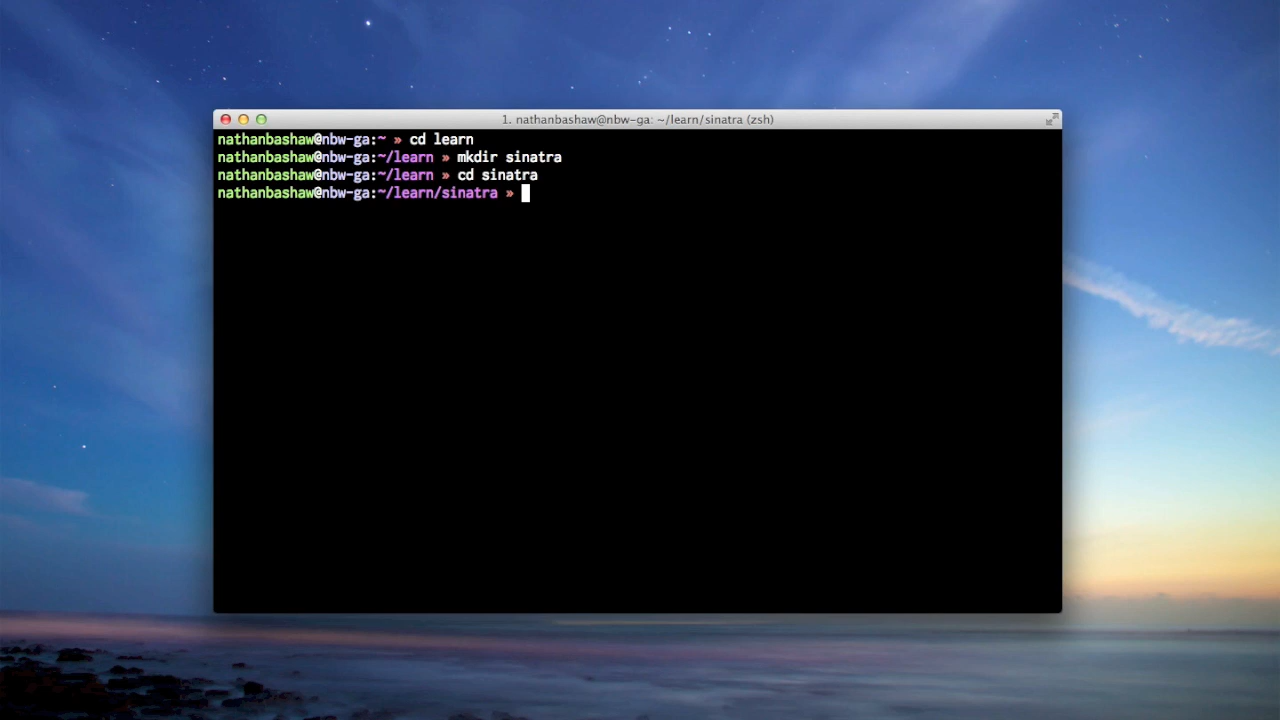 1. nathanbashaw@nbw-ga: ~/learn/sinatra (zsh)
nathanbashaw@nbw-ga:~ » cd learn
nathanbashaw@nbw-ga:~/learn » mkdir sinatra
nathanbashaw@nbw-ga:~/learn » cd sinatra
nathanbashaw@nbw-ga:~/learn/sinatra »